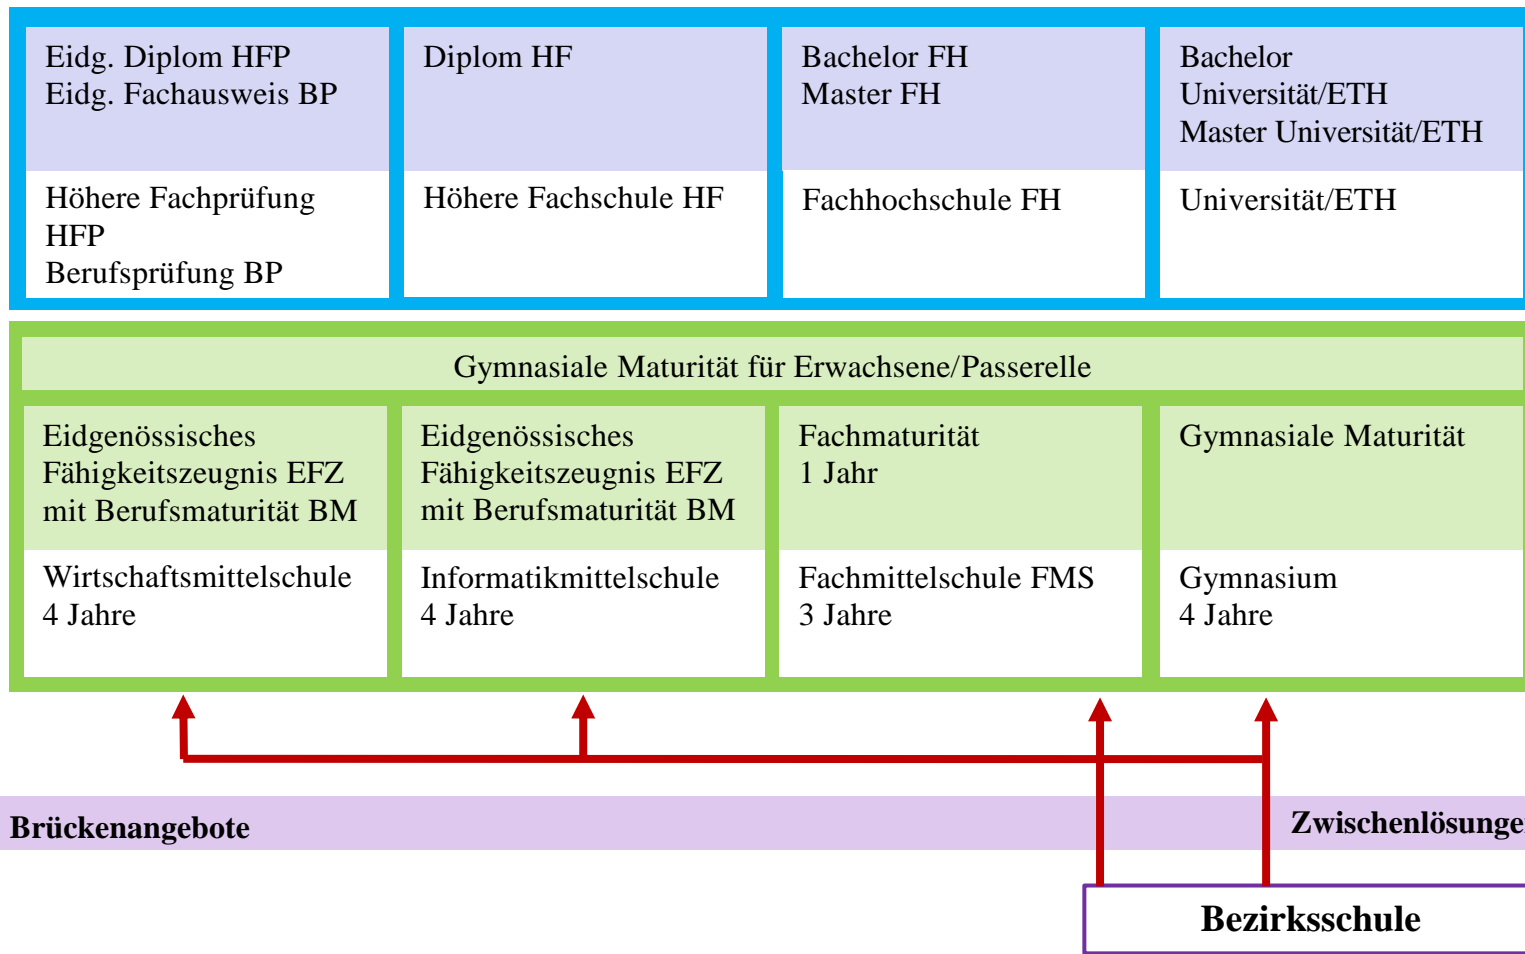 Eidg. Diplom HFP
Eidg. Fachausweis BP
Diplom HF
Bachelor FH
Master FH
Bachelor
Universität/ETH
Master Universität/ETH
Höhere Fachprüfung
HFP
Berufsprüfung BP
Höhere Fachschule HF
Fachhochschule FH
Universität/ETH
Gymnasiale Maturität für Erwachsene/Passerelle
Eidgenössisches
Fähigkeitszeugnis EFZ
mit Berufsmaturität BM
Eidgenössisches
Fähigkeitszeugnis EFZ
mit Berufsmaturität BM
Fachmaturität
1 Jahr
Gymnasiale Maturität
Wirtschaftsmittelschule
4 Jahre
Informatikmittelschule
4 Jahre
Fachmittelschule FMS
3 Jahre
Gymnasium
4 Jahre
Brückenangebote
Zwischenlösunge
Bezirksschule